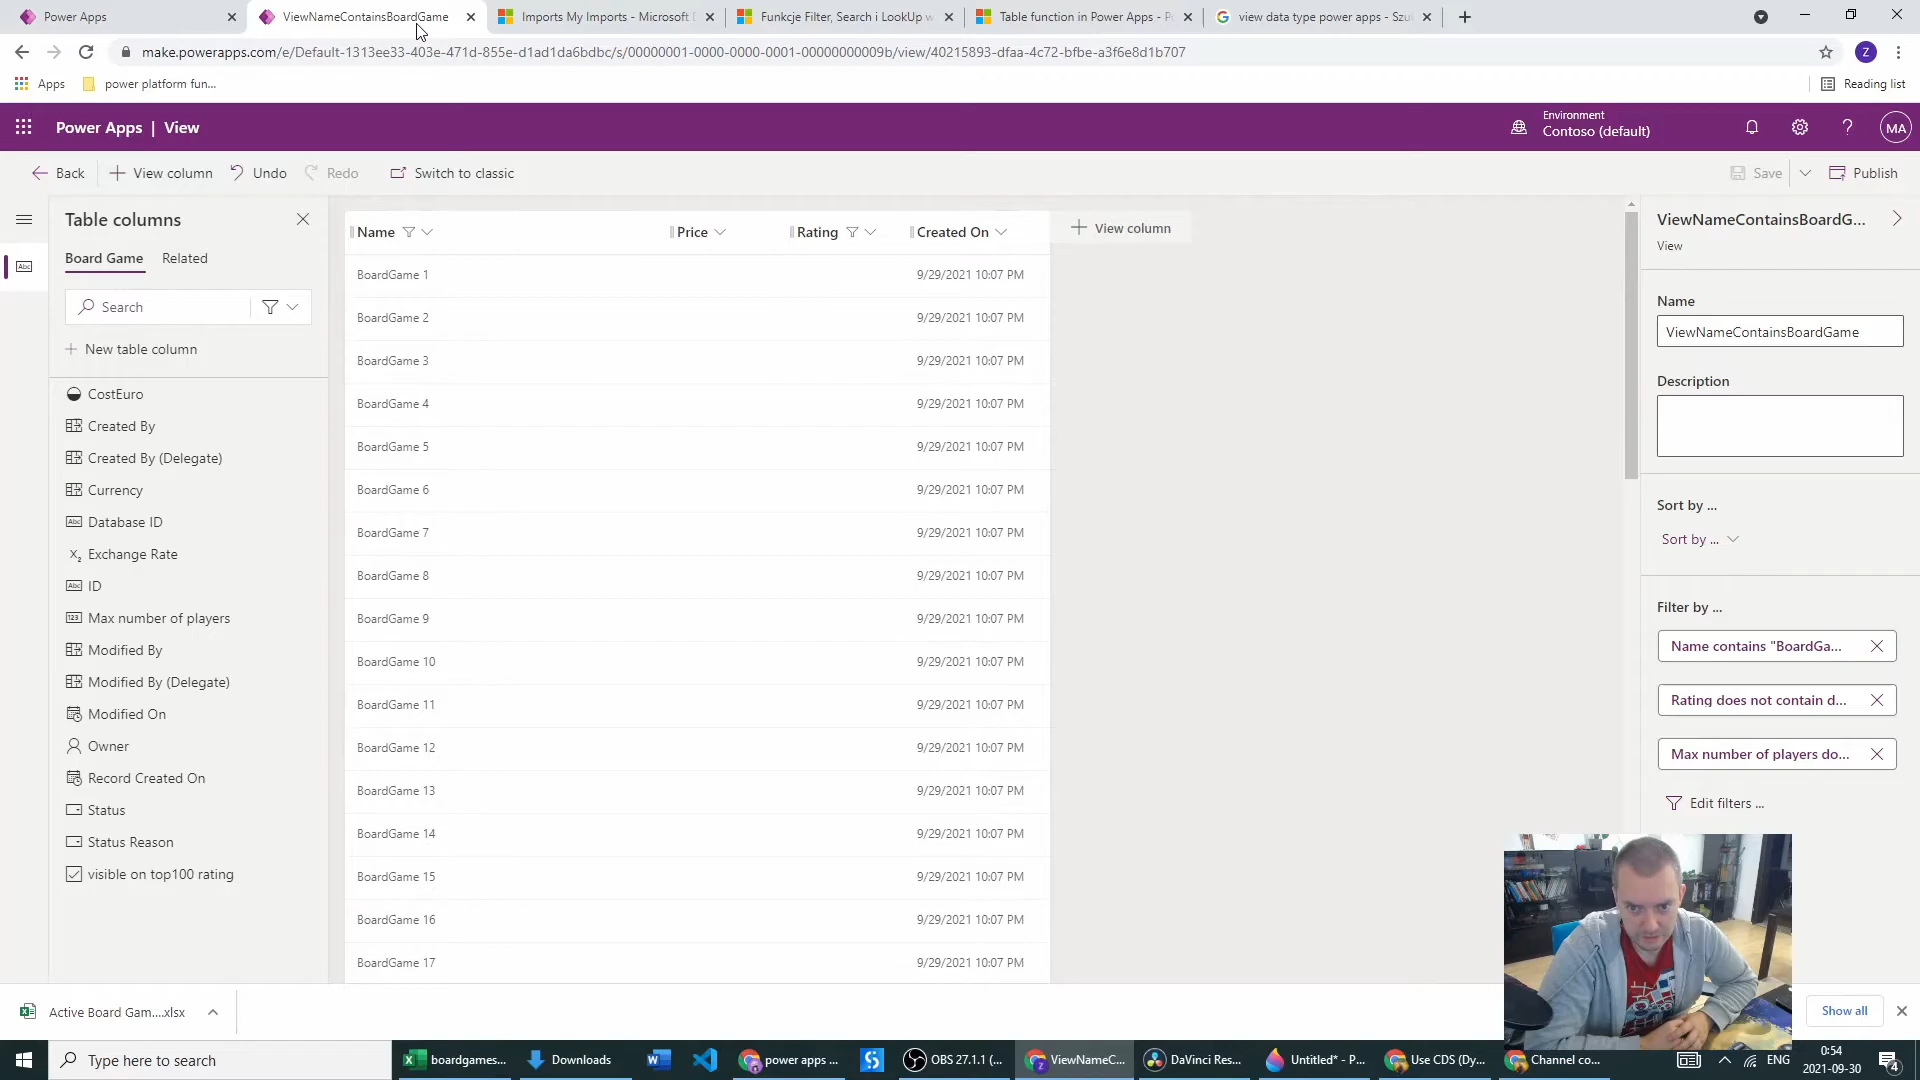 Power Apps
ViewNameContainsBoardGame
Imports My Imports - Microsoft
Funkcje Filter, Search i LookUp w
Table function in Power Apps - P
view data type power apps - Szu
make.powerapps.com/e/Default-1313ee33-403e-471d-855e-d1ad1da6bdbc/s/00000001-0000-0000-0001-00000000009b/view/40215893-dfaa-4c72-bfbe-a3f6e8d1b707
Z
Apps
power platform fun...
Reading list
Power Apps | View
Environment
Contoso (default)
MA
Back
View column
Undo
Redo
Switch to classic
Save
Publish
Table columns
Board Game
Related
Search
New table column
CostEuro
Created By
Created By (Delegate)
Currency
Database ID
Exchange Rate
ID
Max number of players
Modified By
Modified By (Delegate)
Modified On
Owner
Record Created On
Status
Status Reason
visible on top100 rating
Name Price Rating Created On
View column
BoardGame 1 9/29/2021 10:07 PM
BoardGame 2 9/29/2021 10:07 PM
BoardGame 3 9/29/2021 10:07 PM
BoardGame 4 9/29/2021 10:07 PM
BoardGame 5 9/29/2021 10:07 PM
BoardGame 6 9/29/2021 10:07 PM
BoardGame 7 9/29/2021 10:07 PM
BoardGame 8 9/29/2021 10:07 PM
BoardGame 9 9/29/2021 10:07 PM
BoardGame 10 9/29/2021 10:07 PM
BoardGame 11 9/29/2021 10:07 PM
BoardGame 12 9/29/2021 10:07 PM
BoardGame 13 9/29/2021 10:07 PM
BoardGame 14 9/29/2021 10:07 PM
BoardGame 15 9/29/2021 10:07 PM
BoardGame 16 9/29/2021 10:07 PM
BoardGame 17 9/29/2021 10:07 PM
ViewNameContainsBoardG...
View
Name
ViewNameContainsBoardGame
Description
Sort by ...
Sort by ...
Filter by ...
Name contains "BoardGa...
Rating does not contain d...
Max number of players do...
Edit filters ...
Active Board Gam....xlsx
Show all
Type here to search
boardgames...
Downloads
power apps ...
OBS 27.1.1 (...
ViewNameC...
DaVinci Res...
Untitled* - P...
Use CDS (Dy...
Channel co...
ENG
0:54
2021-09-30
4